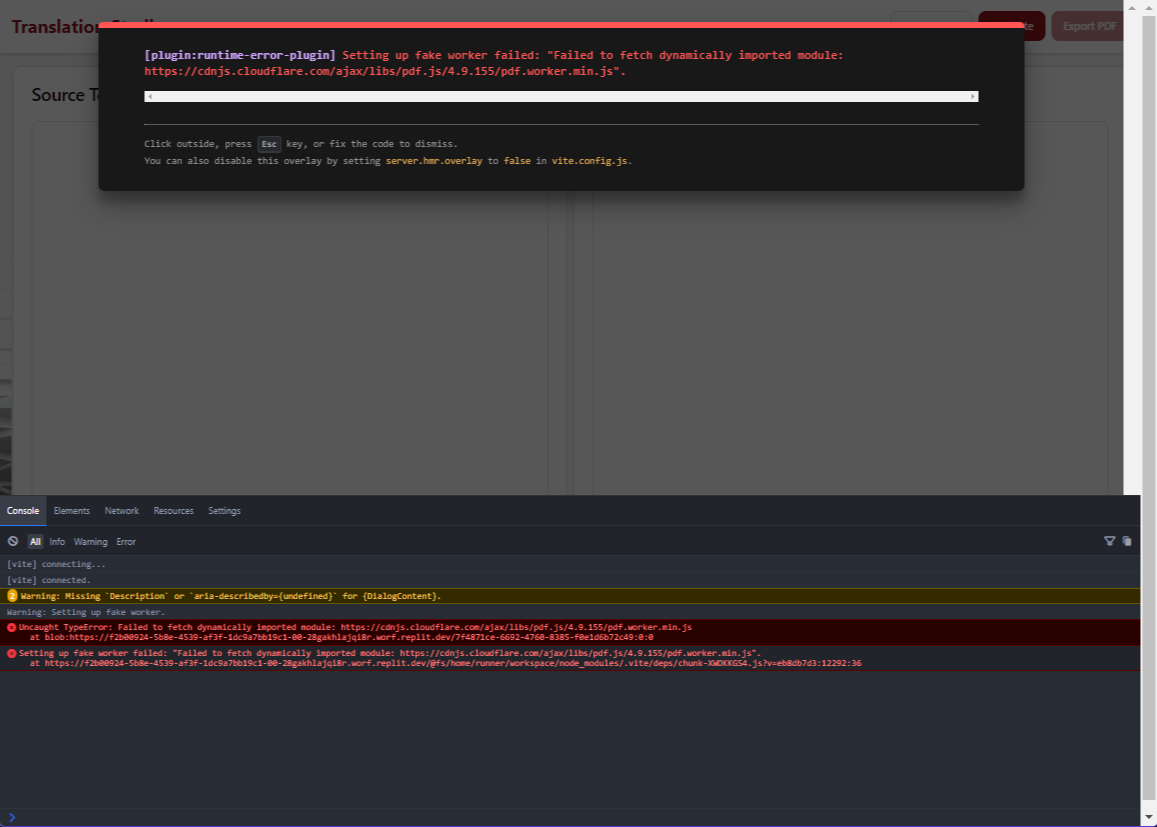 Translation
te
Export PDF
Source T
[plugin:runtime-error-plugin] Setting up fake worker failed: "Failed to fetch dynamically imported module:
https://cdnjs.cloudflare.com/ajax/libs/pdf.js/4.9.155/pdf.worker.min.js".
Click outside, press Esc key, or fix the code to dismiss.
You can also disable this overlay by setting server.hmr.overlay to false in vite.config.js.
Console Elements Network Resources Settings
All Info Warning Error
[vite] connecting...
[vite] connected.
2 Warning: Missing `Description` or `aria-describedby={undefined}` for {DialogContent}.
Warning: Setting up fake worker.
Uncaught TypeError: Failed to fetch dynamically imported module: https://cdnjs.cloudflare.com/ajax/libs/pdf.js/4.9.155/pdf.worker.min.js
at blob:https://f2b00924-5b8e-4539-af3f-1dc9a7bb19c1-00-28gakhlajqi8r.worf.replit.dev/7f4871ce-6692-4760-8385-f0e1d6b72c49:0:0
Setting up fake worker failed: "Failed to fetch dynamically imported module: https://cdnjs.cloudflare.com/ajax/libs/pdf.js/4.9.155/pdf.worker.min.js".
at https://f2b00924-5b8e-4539-af3f-1dc9a7bb19c1-00-28gakhlajqi8r.worf.replit.dev/@fs/home/runner/workspace/node_modules/.vite/deps/chunk-XWOKKGS4.js?v=eb8db7d3:12292:36